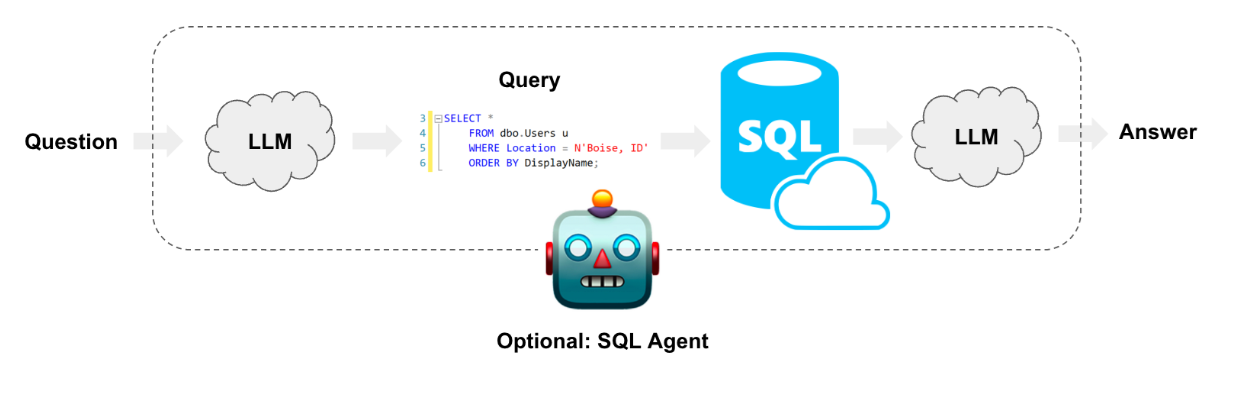 Question
LLM
Query
3 SELECT *
4 FROM dbo.Users u
5 WHERE Location = N'Boise, ID'
6 ORDER BY DisplayName;
SQL
LLM
Answer
Optional: SQL Agent